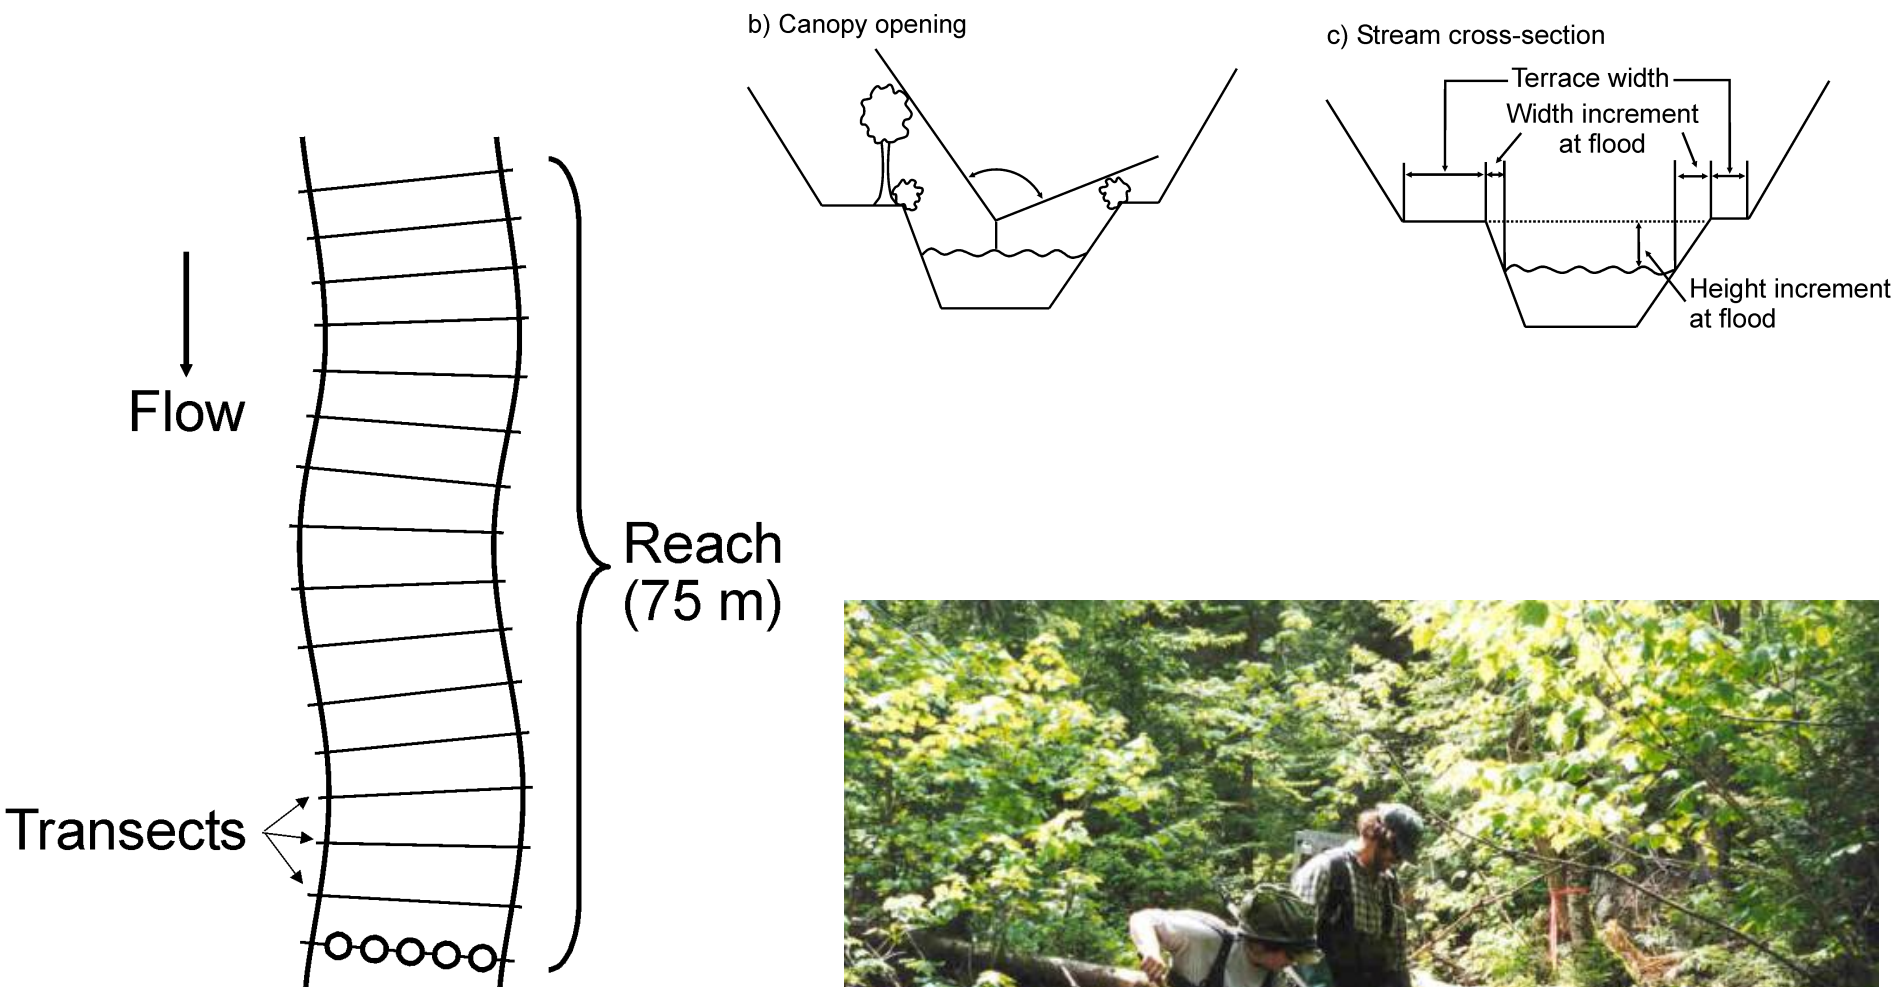 b) Canopy opening
c) Stream cross-section
Terrace width
Width increment
at flood
Height increment
at flood
Flow
Reach
(75 m)
Transects